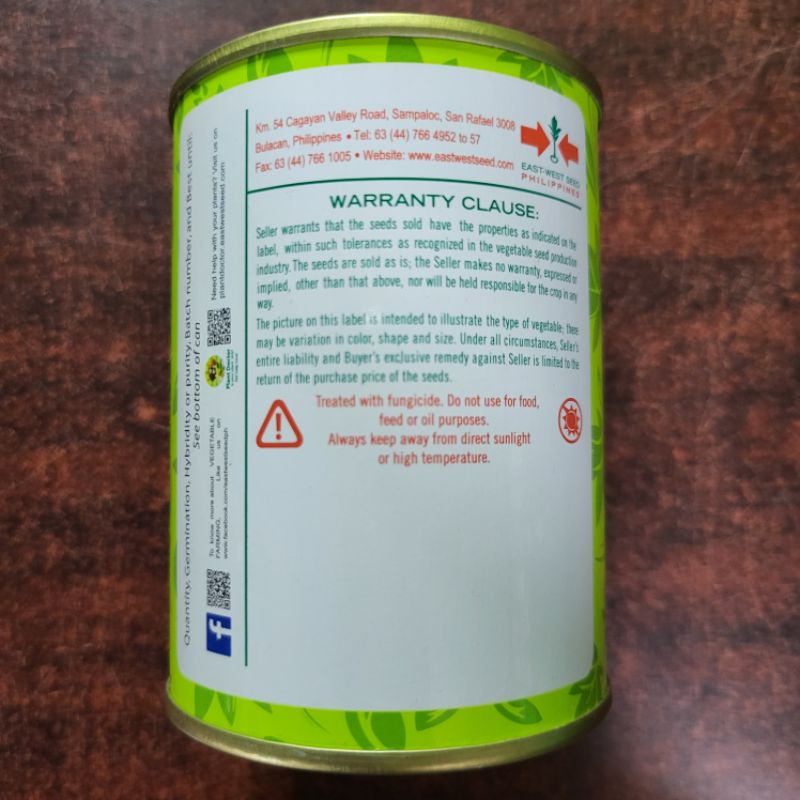 Km. 54 Cagayan Valley Road, Sampaloc, San Rafael 3008
Bulacan, Philippines • Tel: 63 (44) 766 4952 to 57
Fax: 63 (44) 766 1005 • Website: www.eastwestseed.com
EAST-WEST SEED
PHILIPPINES
WARRANTY CLAUSE:
Seller warrants that the seeds sold have the properties as indicated on the
label, within such tolerances as recognized in the vegetable seed production
industry. The seeds are sold as is; the Seller makes no warranty, expressed or
implied, other than that above, nor will be held responsible for the crop in any
way.
The picture on this label is intended to illustrate the type of vegetable; there
may be variation in color, shape and size. Under all circumstances, Seller's
entire liability and Buyer's exclusive remedy against Seller is limited to the
return of the purchase price of the seeds.
Treated with fungicide. Do not use for food,
feed or oil purposes.
Always keep away from direct sunlight
or high temperature.
Quantity, Germination, Hybridity or purity, Batch number, and Best until:
See bottom of can
To know more about VEGETABLE
FARMING, Like us on
www.facebook.com/eastwestseedph
Plant Doctor
Need help with your plants? Visit us on
plantdoctor.eastwestseed.com